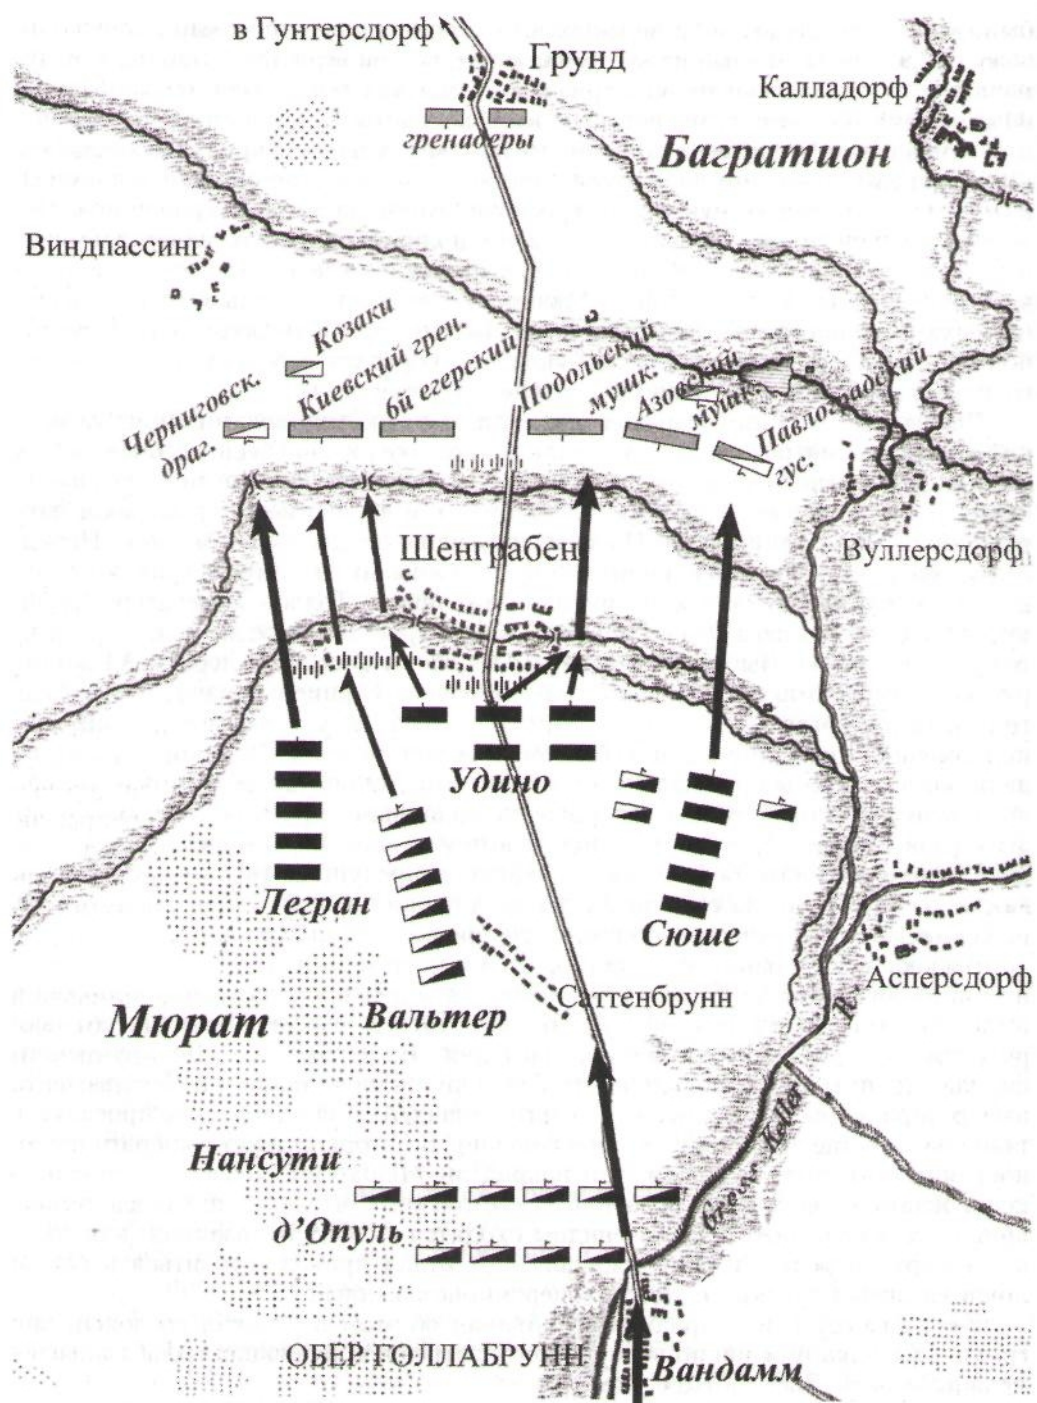 в Гунтерсдорф
Грунд
Калладорф
гренадеры
Багратион
Виндпассинг
Козаки
Черниговск.
драг.
Киевский грен.
6й егерский
Подольский
мушк.
Азовский
мушк.
Павлоградский
гус.
Шенграбен
Вуллерсдорф
Удино
Легран
Сюше
Асперсдорф
Саттенбрунн
Мюрат
Вальтер
Нансути
д’Опуль
ОБЕР ГОЛЛАБРУНН
Вандамм